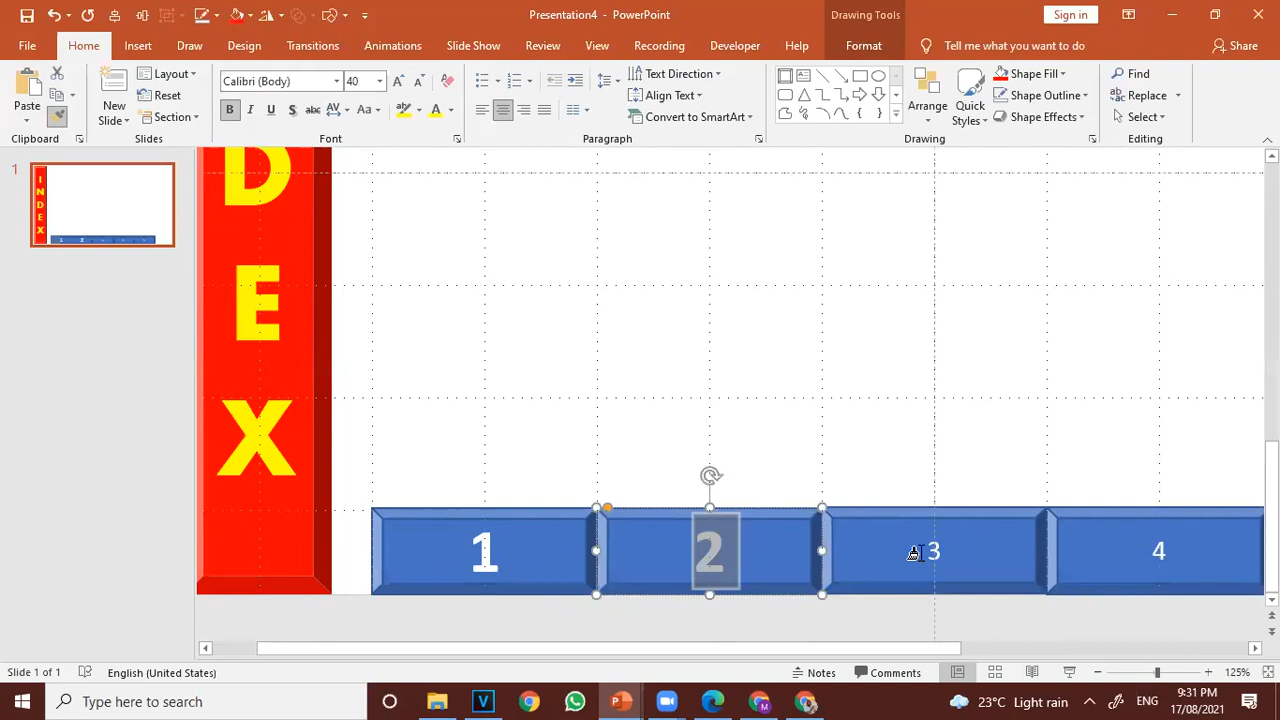 Presentation4 - PowerPoint
Drawing Tools
Sign in
File
Home
Insert
Draw
Design
Transitions
Animations
Slide Show
Review
View
Recording
Developer
Help
Format
Tell me what you want to do
Share
Paste
Clipboard
New Slide
Layout
Reset
Section
Slides
Calibri (Body)
40
B I U S abc AV Aa
A
Font
Text Direction
Align Text
Convert to SmartArt
Paragraph
Arrange
Quick Styles
Shape Fill
Shape Outline
Shape Effects
Drawing
Find
Replace
Select
Editing
1
I
N
D
E
X
1 2
D
E
X
1 2 3 4
Slide 1 of 1
English (United States)
Notes
Comments
125%
Type here to search
23°C Light rain
ENG
9:31 PM
17/08/2021